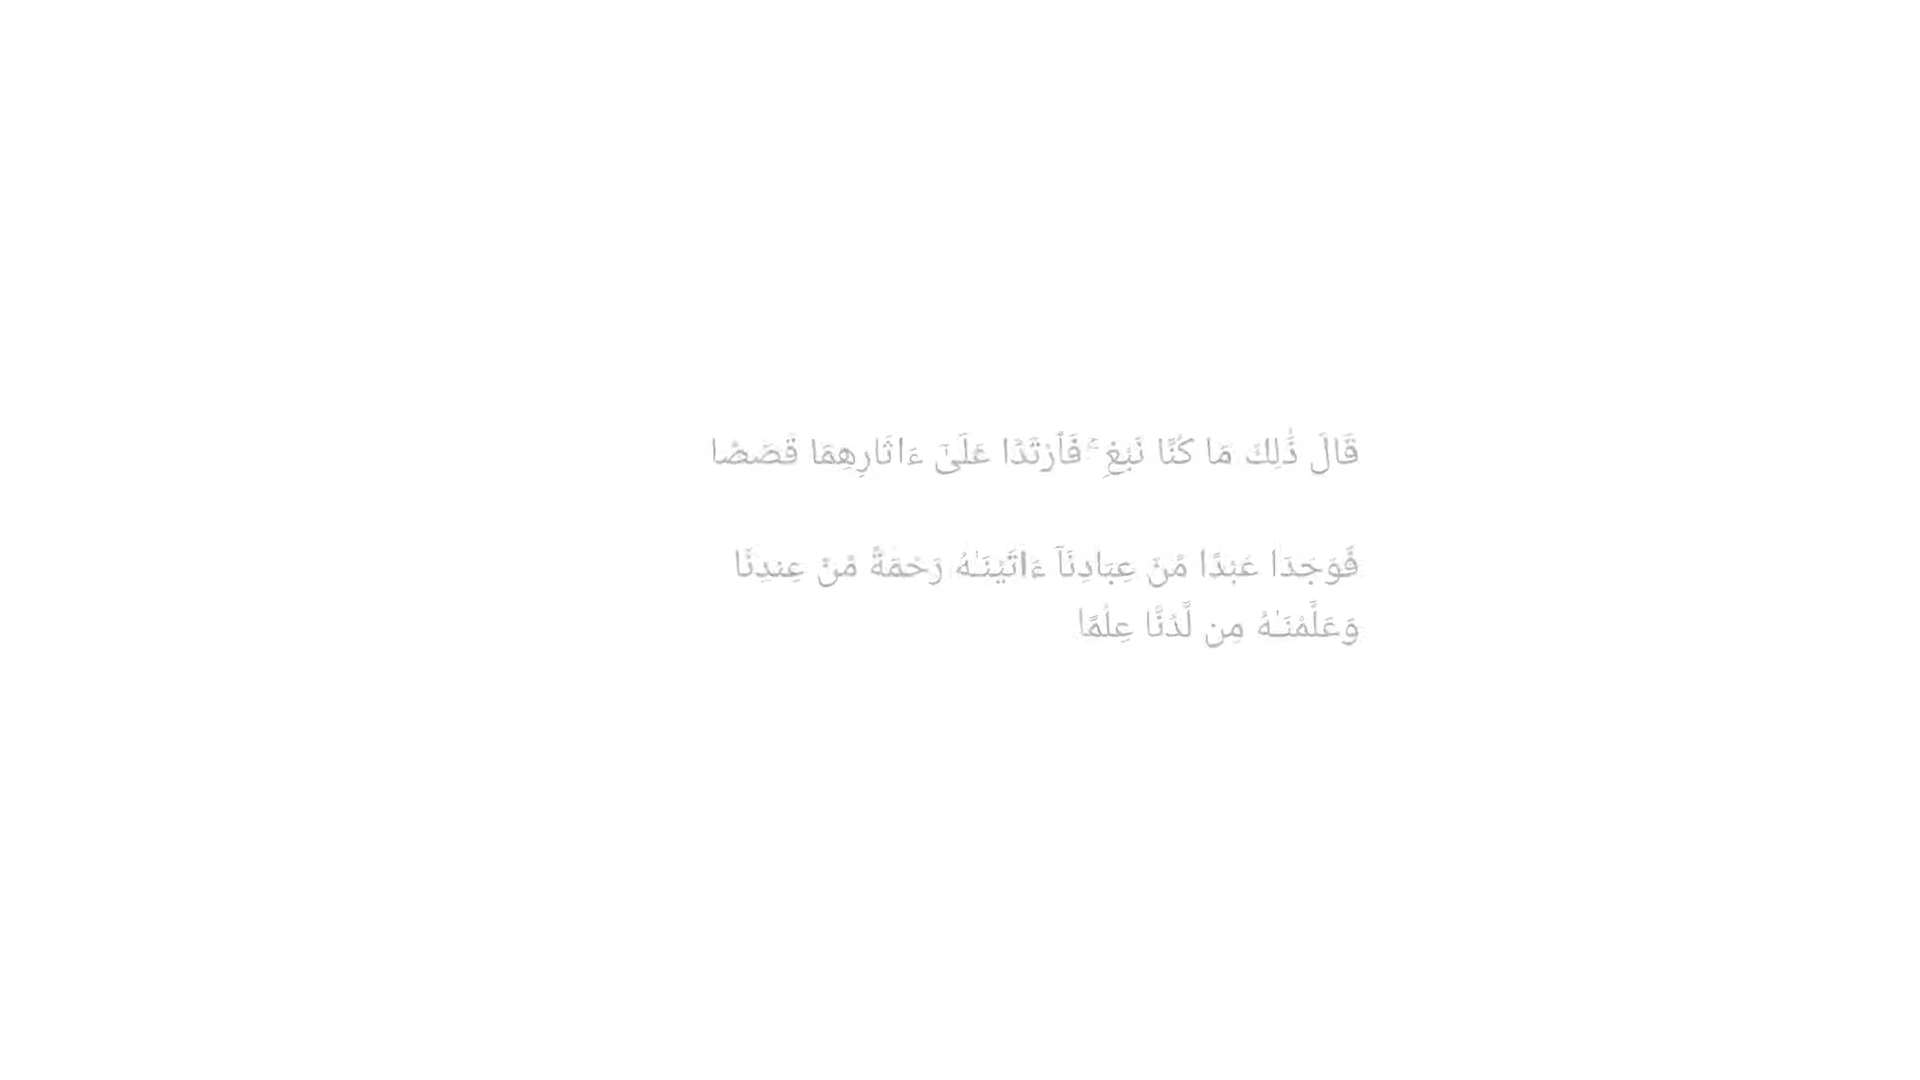 قَالَ ذَٰلِكَ مَا كُنَّا نَبْغِ ۚ فَٱرْتَدَّا عَلَىٰٓ ءَاثَارِهِمَا قَصَصًا
فَوَجَدَا عَبْدًا مِّنْ عِبَادِنَآ ءَاتَيْنَـٰهُ رَحْمَةً مِّنْ عِندِنَا
وَعَلَّمْنَـٰهُ مِن لَّدُنَّا عِلْمًا